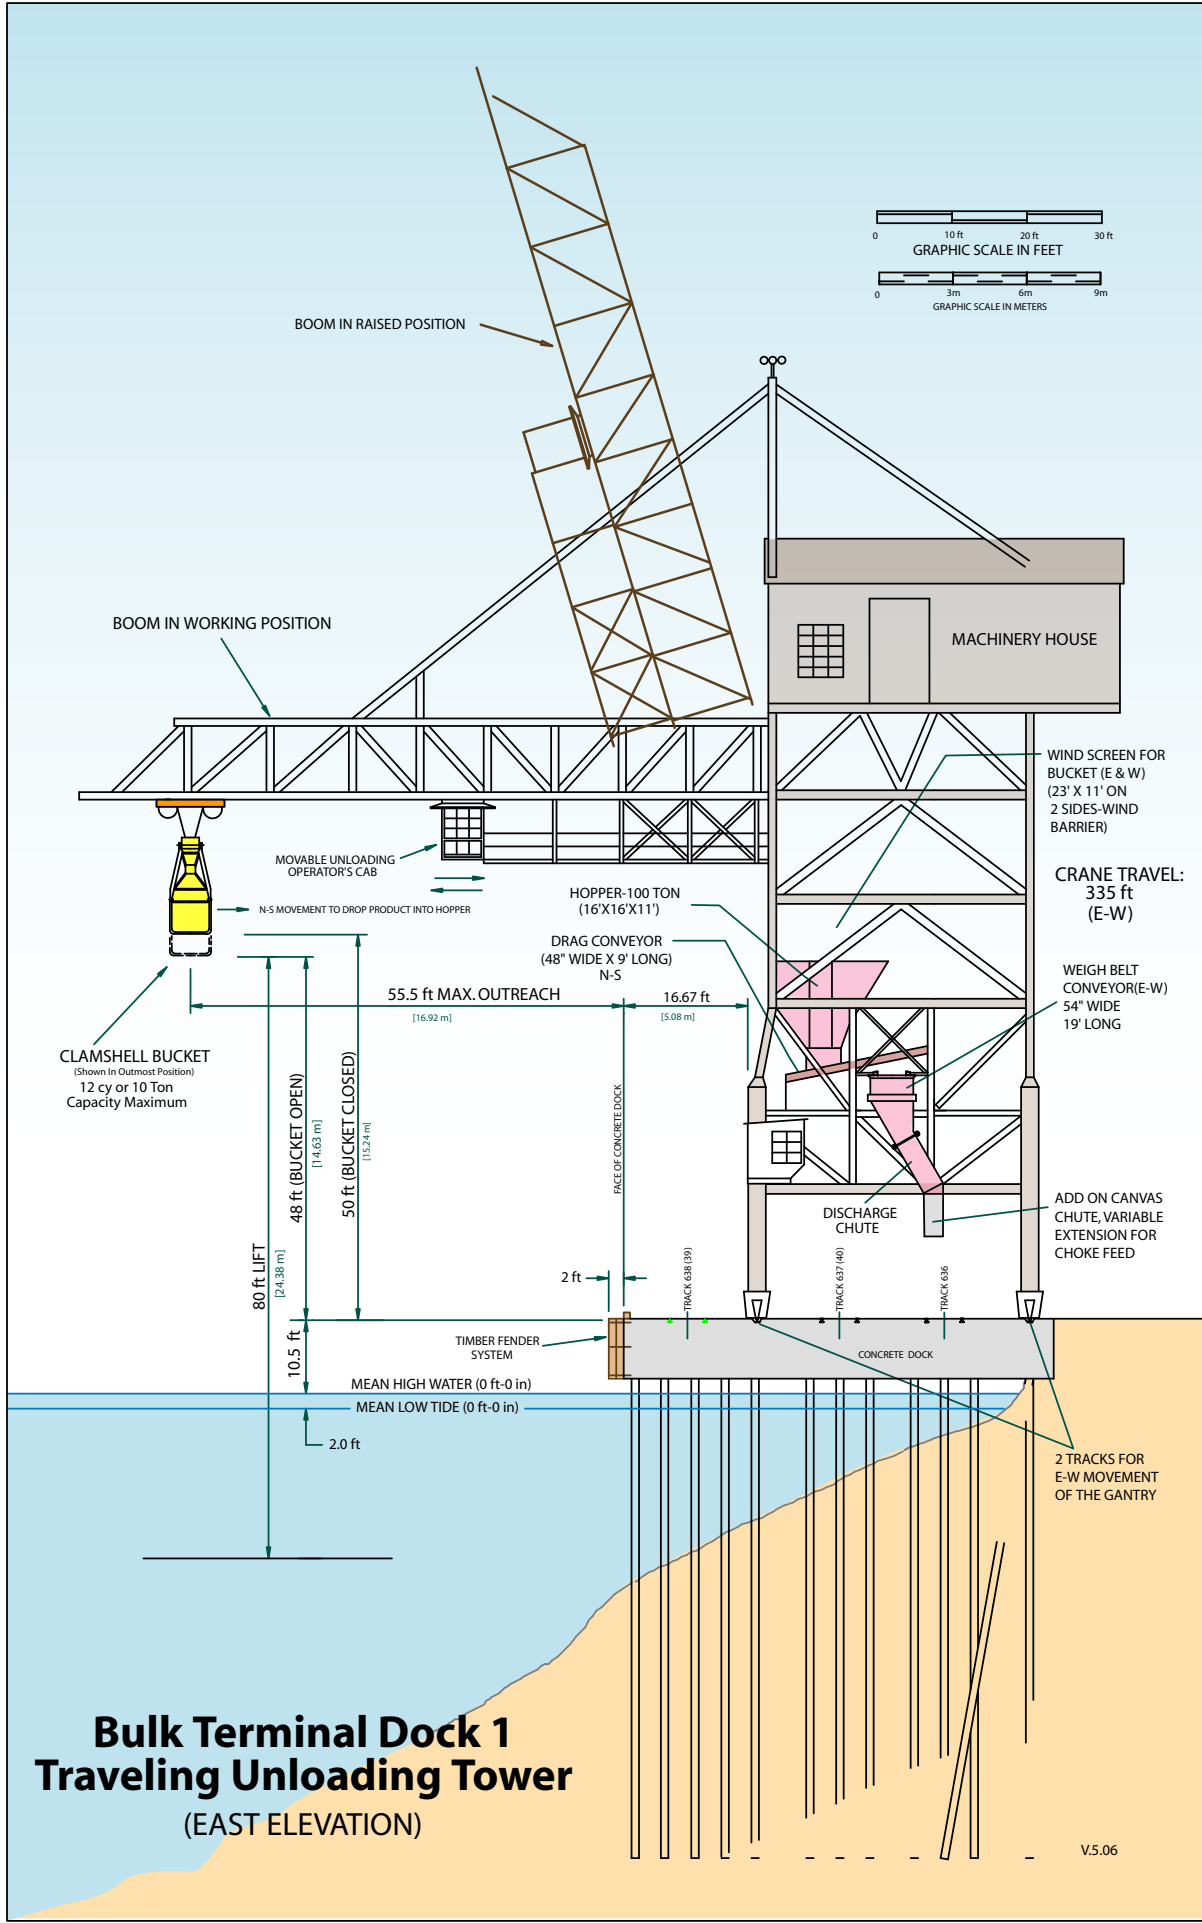 0
10 ft
20 ft
30 ft
GRAPHIC SCALE IN FEET
0
3m
6m
9m
GRAPHIC SCALE IN METERS
BOOM IN RAISED POSITION
BOOM IN WORKING POSITION
MACHINERY HOUSE
WIND SCREEN FOR
BUCKET (E & W)
(23' X 11' ON
2 SIDES-WIND
BARRIER)
MOVABLE UNLOADING
OPERATOR'S CAB
CRANE TRAVEL:
335 ft
(E-W)
HOPPER-100 TON
(16'X16'X11')
N-S MOVEMENT TO DROP PRODUCT INTO HOPPER
DRAG CONVEYOR
(48" WIDE X 9' LONG)
N-S
WEIGH BELT
CONVEYOR(E-W)
54" WIDE
19' LONG
55.5 ft MAX. OUTREACH
[16.92 m]
16.67 ft
[5.08 m]
CLAMSHELL BUCKET
(Shown In Outmost Position)
12 cy or 10 Ton
Capacity Maximum
48 ft (BUCKET OPEN)
[14.63 m]
50 ft (BUCKET CLOSED)
[15.24 m]
FACE OF CONCRETE DOCK
DISCHARGE
CHUTE
ADD ON CANVAS
CHUTE, VARIABLE
EXTENSION FOR
CHOKE FEED
80 ft LIFT
[24.38 m]
2 ft
TRACK 638 (39)
TRACK 637 (40)
TRACK 636
10.5 ft
TIMBER FENDER
SYSTEM
CONCRETE DOCK
MEAN HIGH WATER (0 ft-0 in)
MEAN LOW TIDE (0 ft-0 in)
2.0 ft
2 TRACKS FOR
E-W MOVEMENT
OF THE GANTRY
Bulk Terminal Dock 1
Traveling Unloading Tower
(EAST ELEVATION)
V.5.06